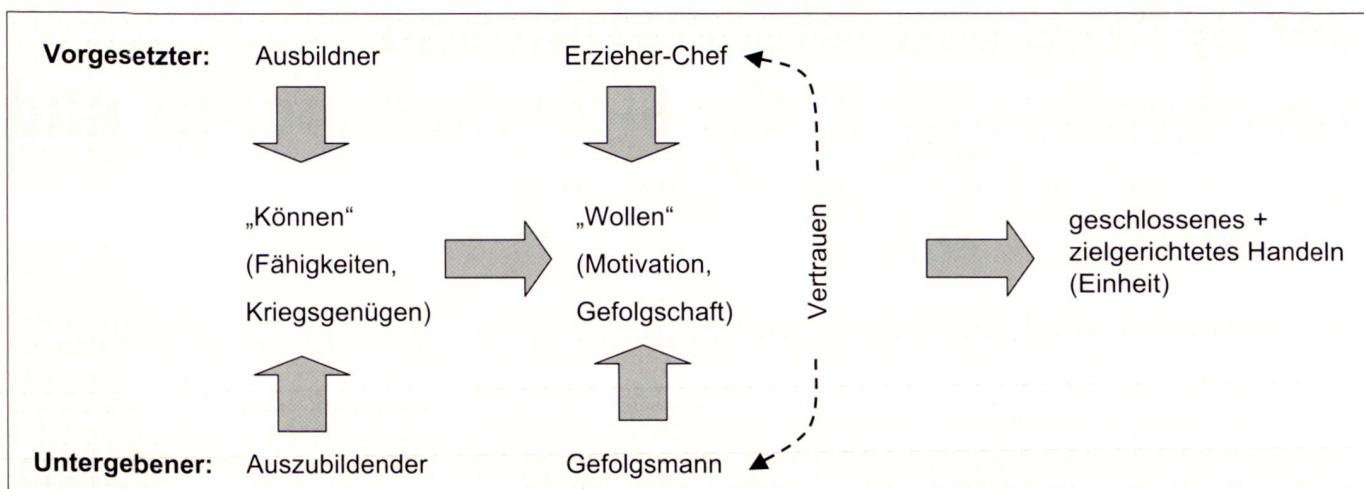 Vorgesetzter: Ausbildner Erzieher-Chef
„Können“ „Wollen“
(Fähigkeiten, (Motivation,
Kriegsgenügen) Gefolgschaft)
Vertrauen
geschlossenes +
zielgerichtetes Handeln
(Einheit)
Untergebener: Auszubildender Gefolgsmann